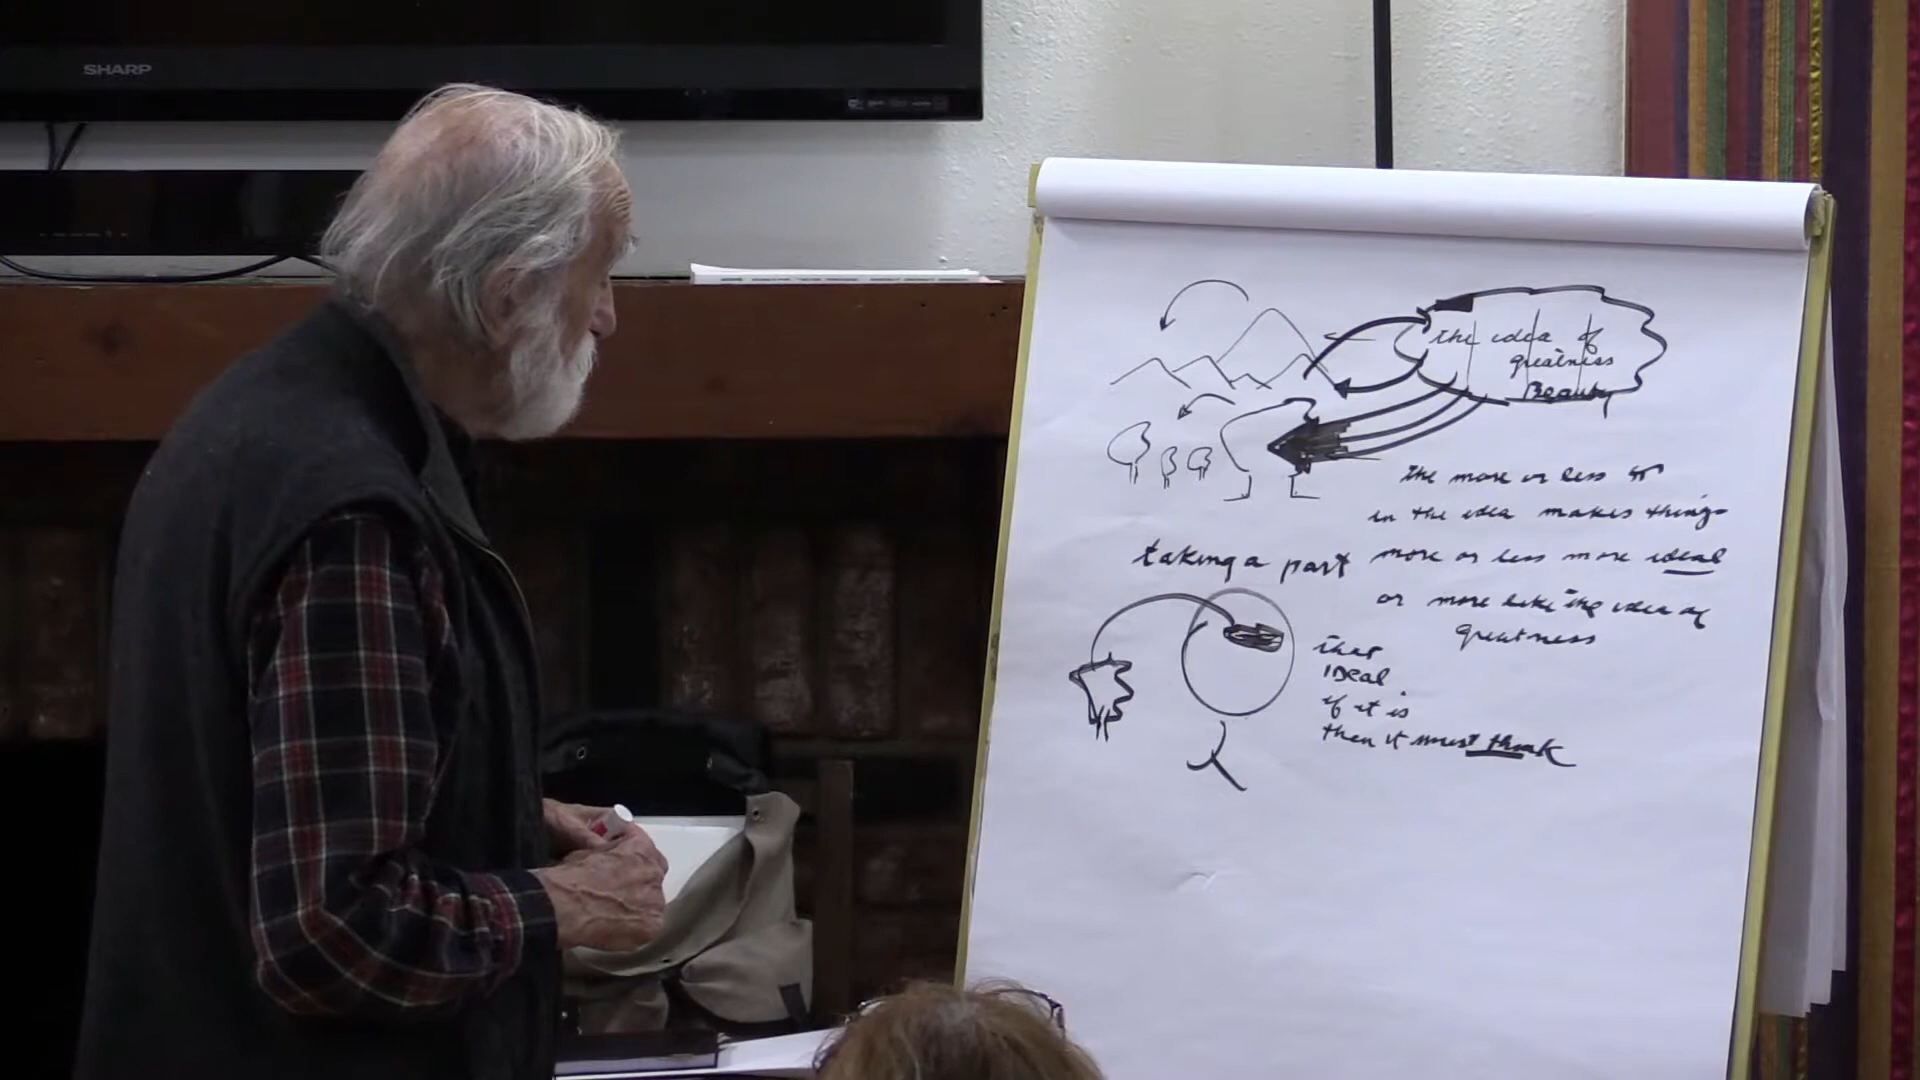 SHARP
the idea of
greatness
Beauty
the more or less
in the idea makes things
taking a part
more or less more ideal
or more like the idea of
greatness
that
IDeal
if it is
then it must think